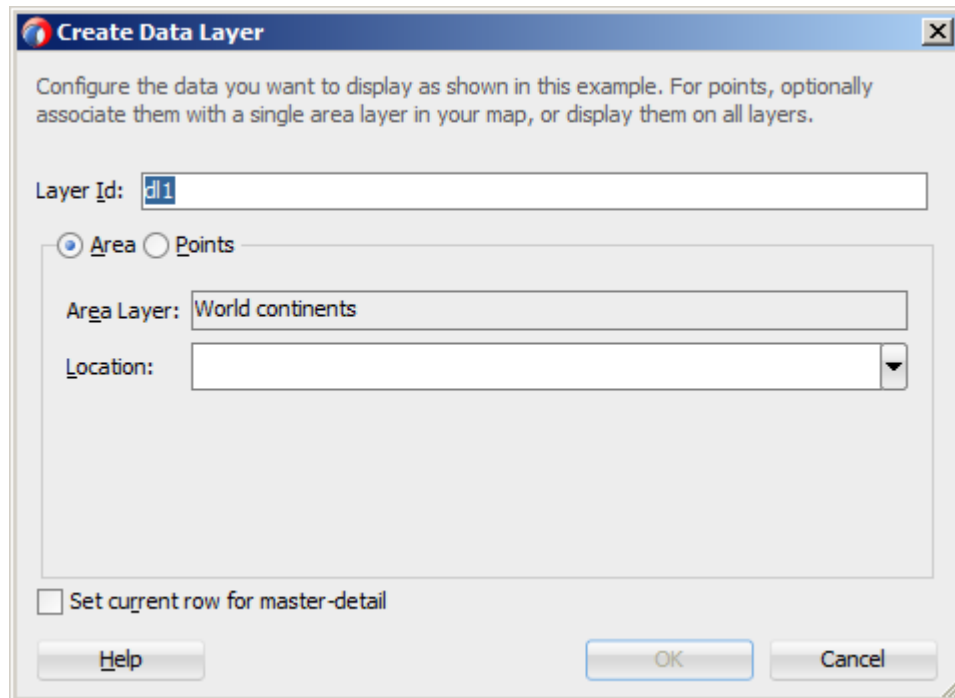 Create Data Layer
Configure the data you want to display as shown in this example. For points, optionally
associate them with a single area layer in your map, or display them on all layers.
Layer Id: dl1
Area Points
Area Layer: World continents
Location:
Set current row for master-detail
Help OK Cancel